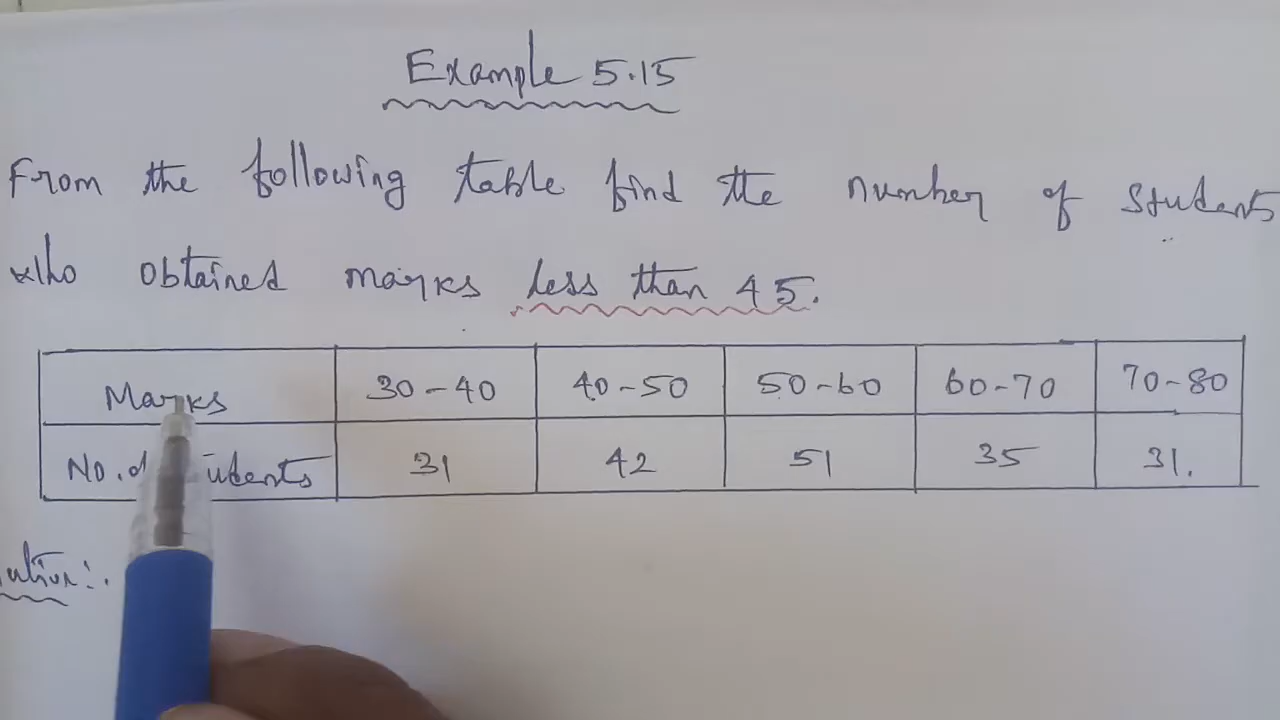 Example 5.15
From the following table find the number of students
who obtained marks less than 45.
Marks 30-40 40-50 50-60 60-70 70-80
31 42 51 35 31.